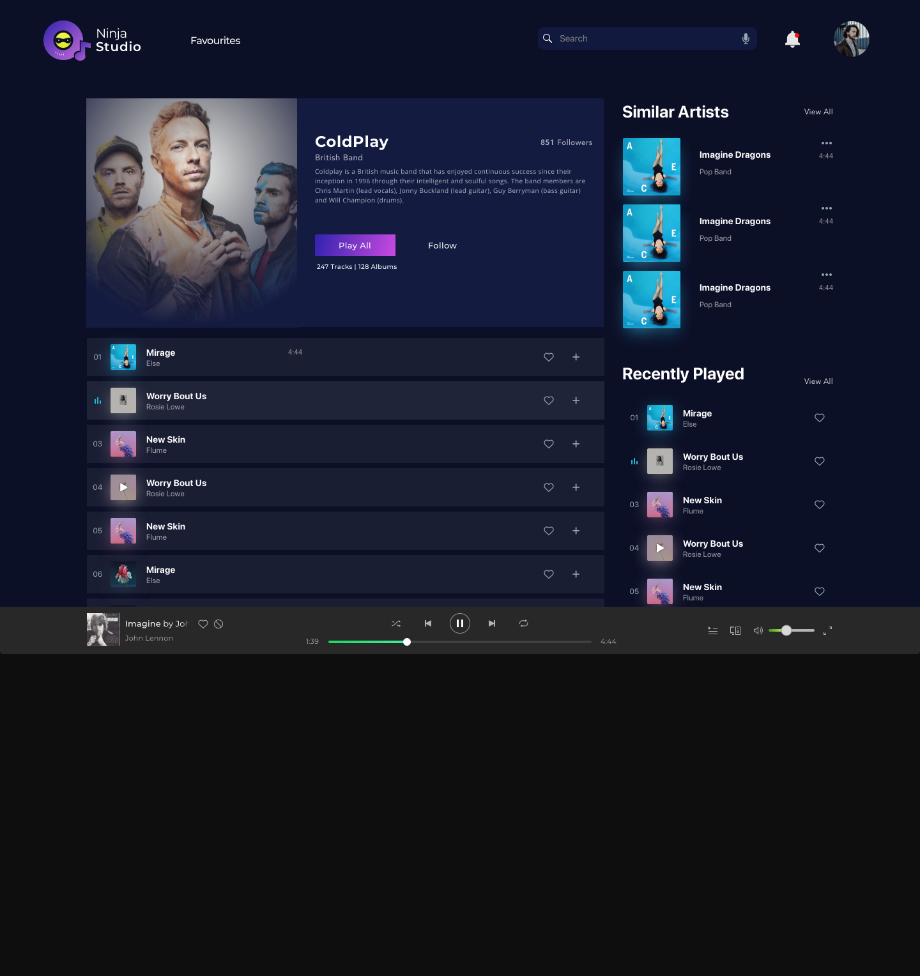 Ninja
Studio
Favourites
Search
ColdPlay
851 Followers
British Band
Coldplay is a British music band that has enjoyed continuous success since their
inception in 1996 through their intelligent and soulful songs. The band members are
Chris Martin (lead vocals), Jonny Buckland (lead guitar), Guy Berryman (bass guitar)
and Will Champion (drums).
Play All
Follow
247 Tracks | 128 Albums
01
Mirage
4:44
Else
Worry Bout Us
Rosie Lowe
03
New Skin
Flume
04
Worry Bout Us
Rosie Lowe
05
New Skin
Flume
06
Mirage
Else
Similar Artists
View All
A
E
C
Imagine Dragons
4:44
Pop Band
A
E
C
Imagine Dragons
4:44
Pop Band
A
E
C
Imagine Dragons
4:44
Pop Band
Recently Played
View All
01
Mirage
Else
Worry Bout Us
Rosie Lowe
03
New Skin
Flume
04
Worry Bout Us
Rosie Lowe
05
New Skin
Flume
Imagine by Jo
John Lennon
1:39
4:44